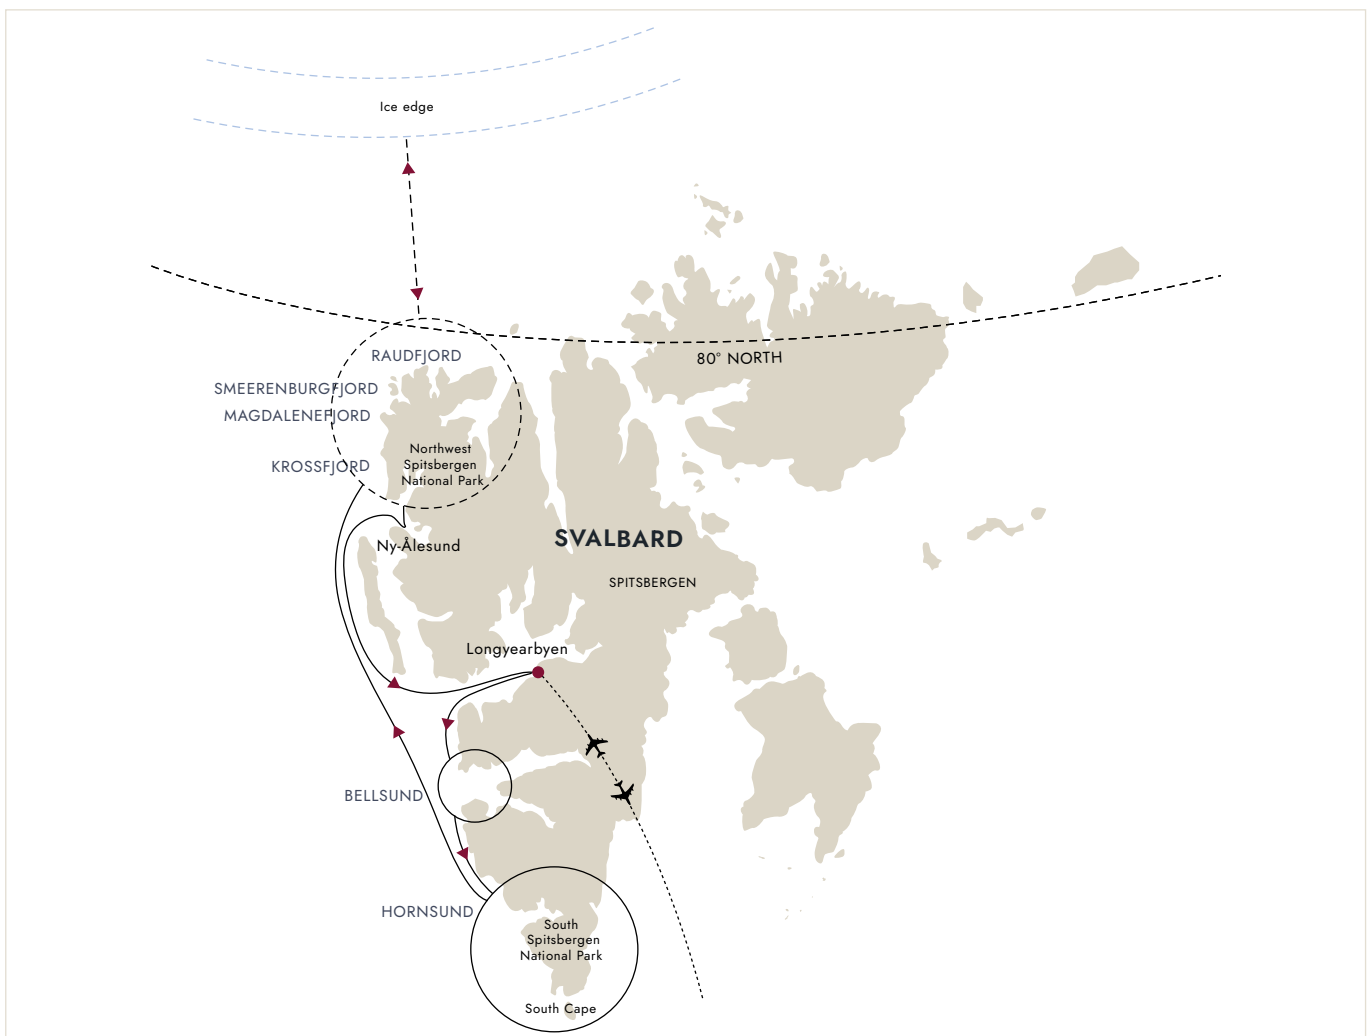 Ice edge
80° NORTH
RAUDFJORD
SMEERENBURGFJORD
MAGDALENEFJORD
Northwest
Spitsbergen
National Park
KROSSFJORD
SVALBARD
Ny-Ålesund
SPITSBERGEN
Longyearbyen
BELLSUND
HORNSUND
South
Spitsbergen
National Park
South Cape